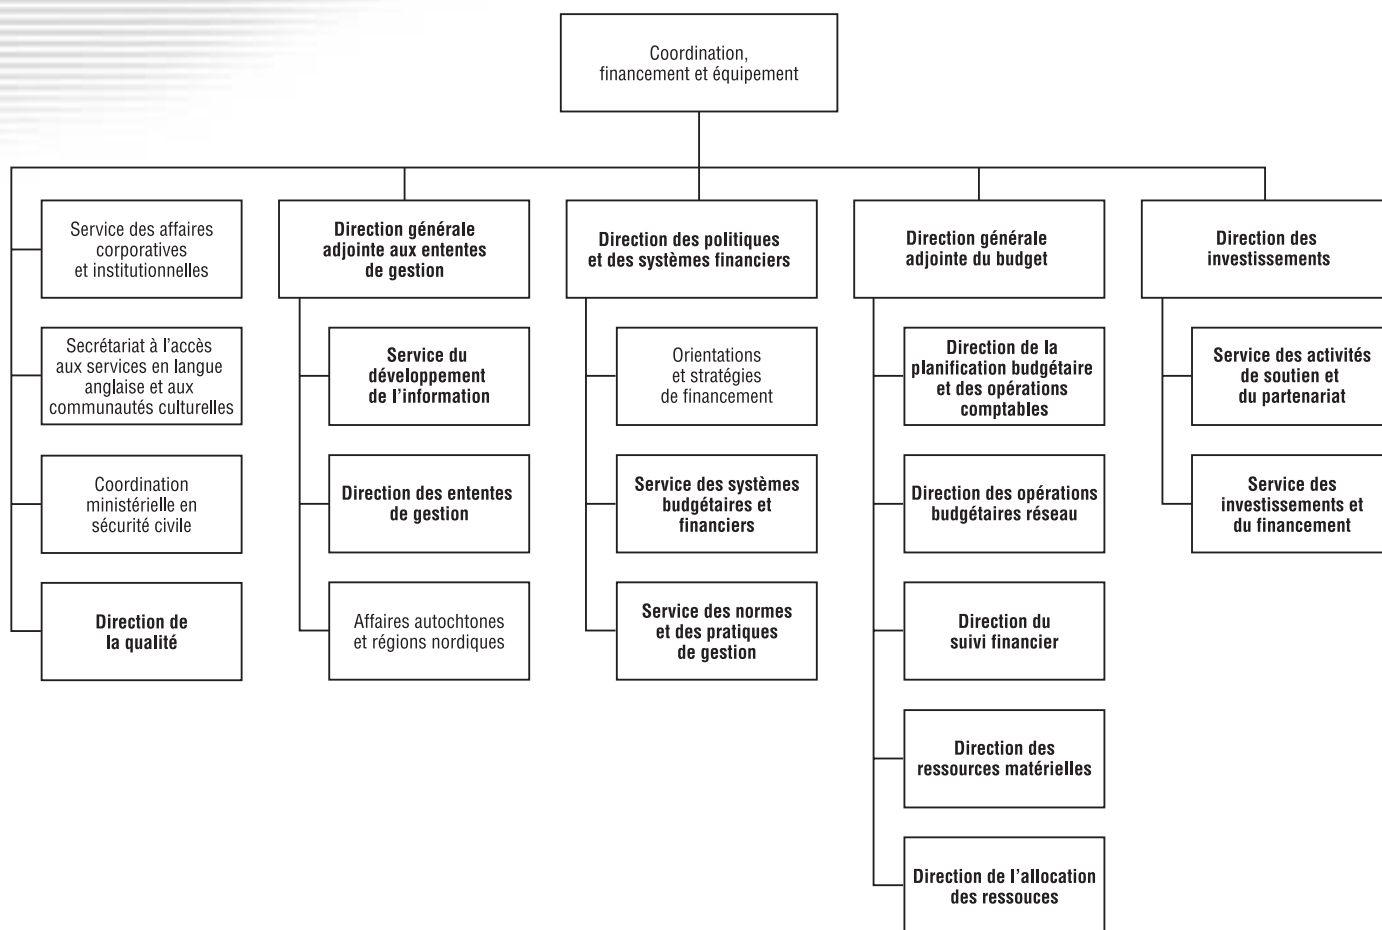 Coordination,
financement et équipement
Service des affaires
corporatives
et institutionnelles
Secrétariat à l'accès
aux services en langue
anglaise et aux
communautés culturelles
Coordination
ministérielle en
sécurité civile
Direction de
la qualité
Direction générale
adjointe aux ententes
de gestion
Service du
développement
de l'information
Direction des ententes
de gestion
Affaires autochtones
et régions nordiques
Direction des politiques
et des systèmes financiers
Orientations
et stratégies
de financement
Service des systèmes
budgétaires et
financiers
Service des normes
et des pratiques
de gestion
Direction générale
adjointe du budget
Direction de la
planification budgétaire
et des opérations
comptables
Direction des opérations
budgétaires réseau
Direction du
suivi financier
Direction des
ressources matérielles
Direction de l'allocation
des ressouces
Direction des
investissements
Service des activités
de soutien et
du partenariat
Service des
investissements et
du financement